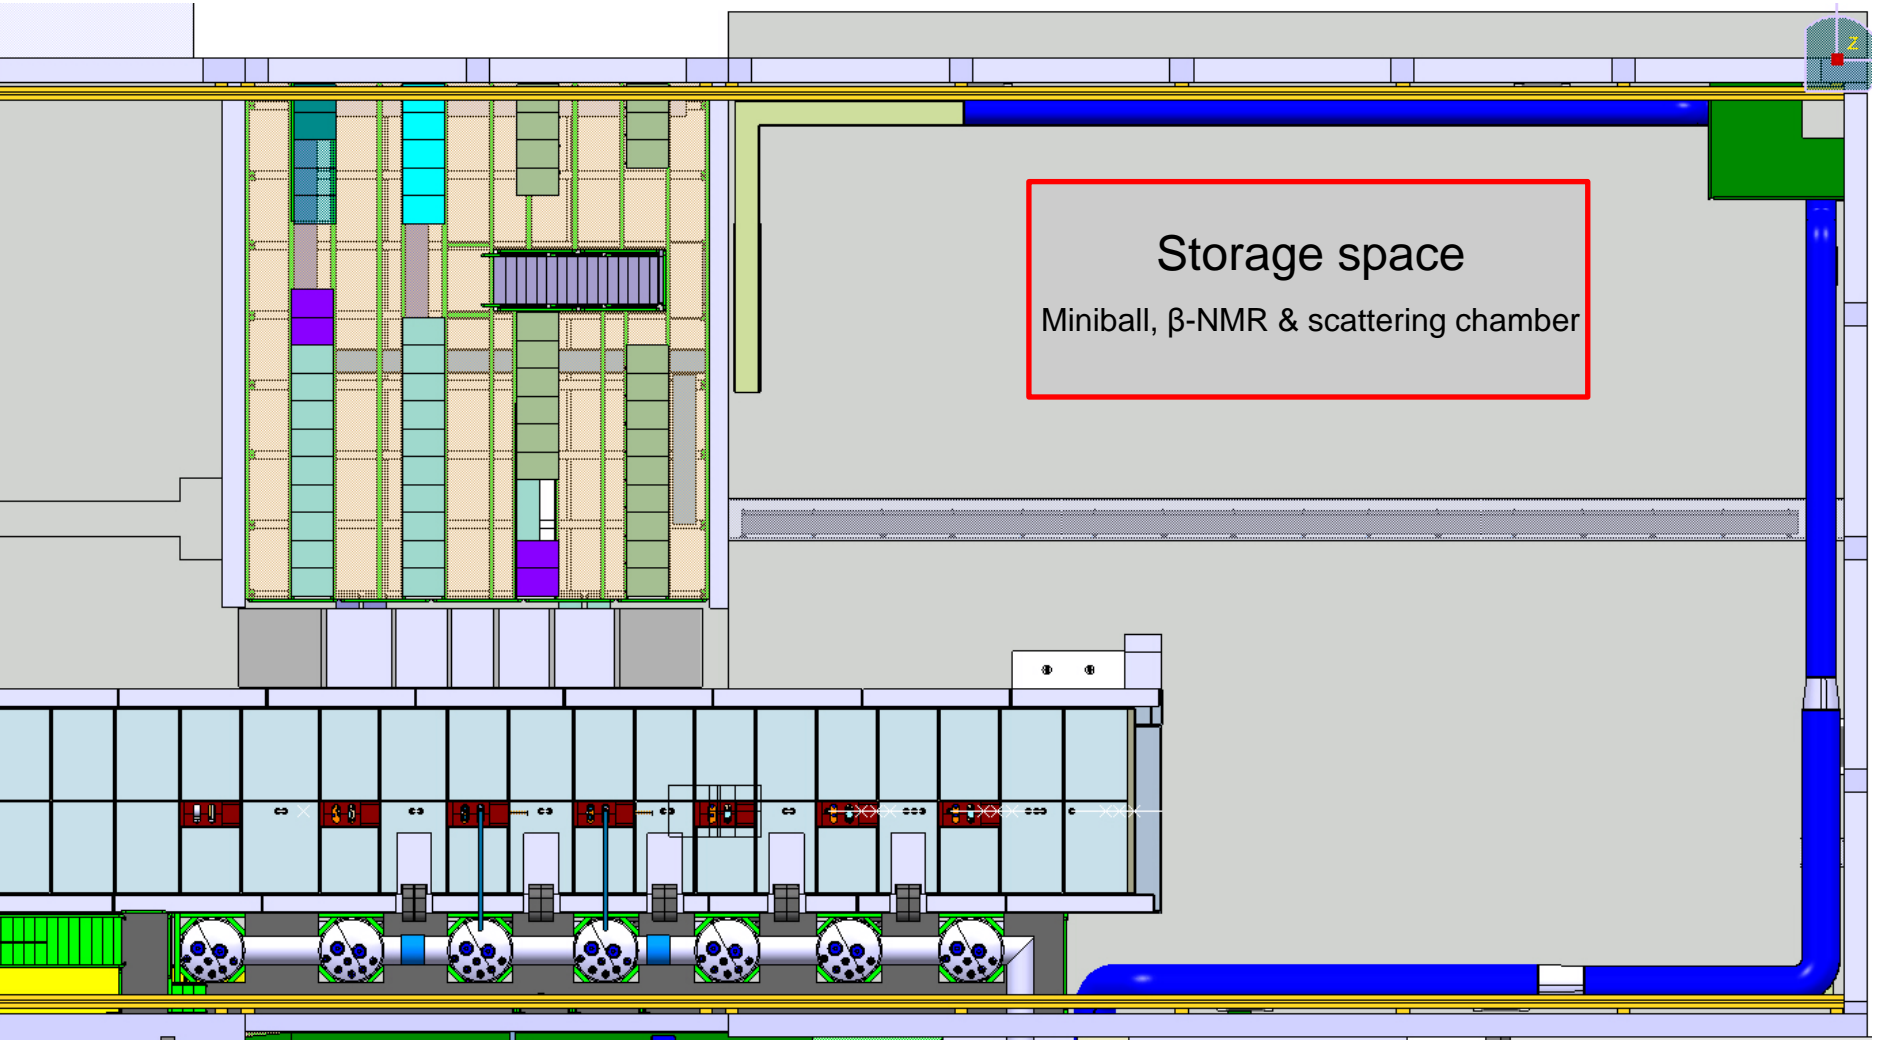 Z
Storage space
Miniball, β-NMR & scattering chamber